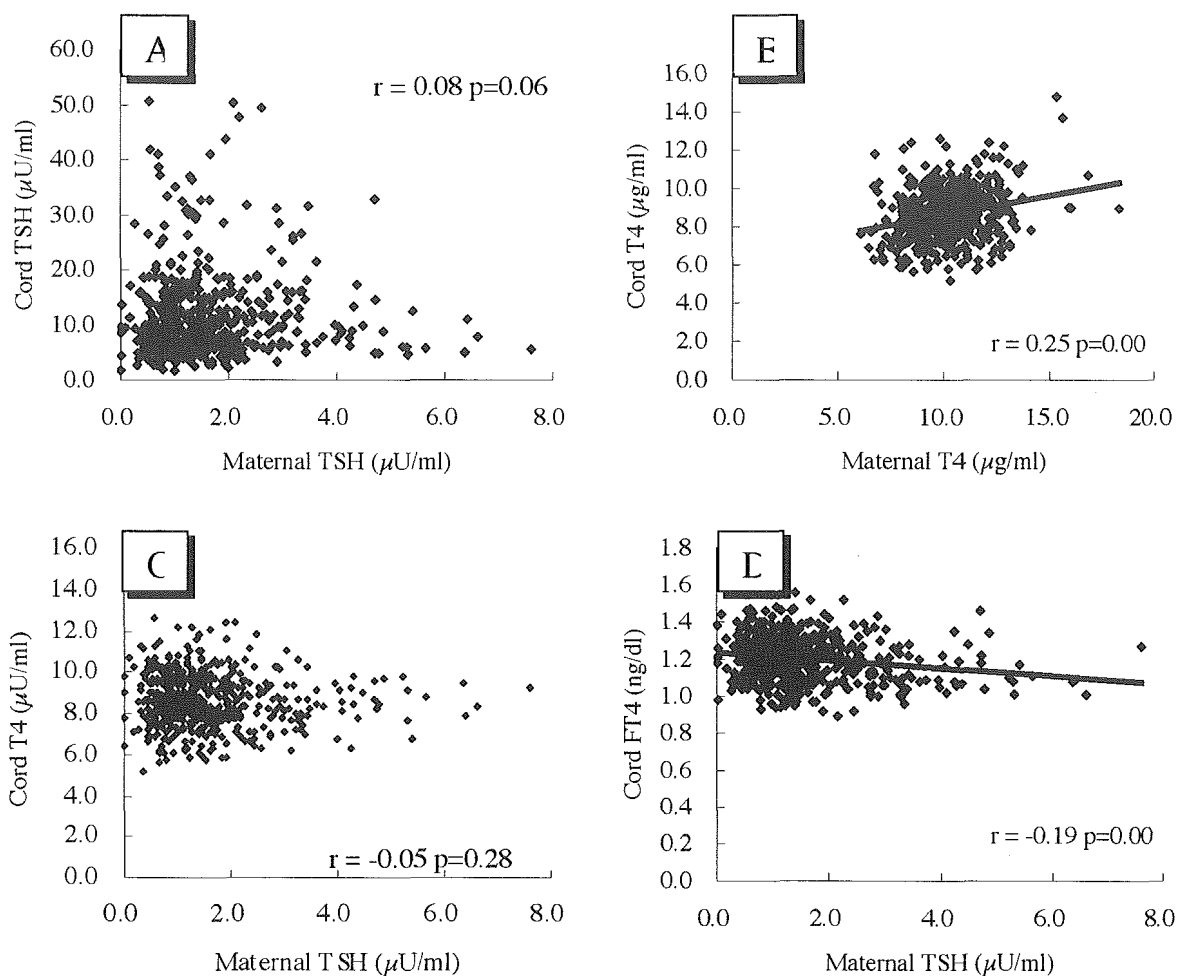 A
r = 0.08 p=0.06
Cord TSH (µU/ml)
60.0
50.0
40.0
30.0
20.0
10.0
0.0
0.0 2.0 4.0 6.0 8.0
Maternal TSH (µU/ml)
B
Cord T4 (µg/ml)
16.0
14.0
12.0
10.0
8.0
6.0
4.0
2.0
0.0
r = 0.25 p=0.00
0.0 5.0 10.0 15.0 20.0
Maternal T4 (µg/ml)
C
Cord T4 (µU/ml)
16.0
14.0
12.0
10.0
8.0
6.0
4.0
2.0
0.0
r = -0.05 p=0.28
0.0 2.0 4.0 6.0 8.0
Maternal TSH (µU/ml)
D
Cord FT4 (ng/dl)
1.8
1.6
1.4
1.2
1.0
0.8
0.6
0.4
0.2
0.0
r = -0.19 p=0.00
0.0 2.0 4.0 6.0 8.0
Maternal TSH (µU/ml)